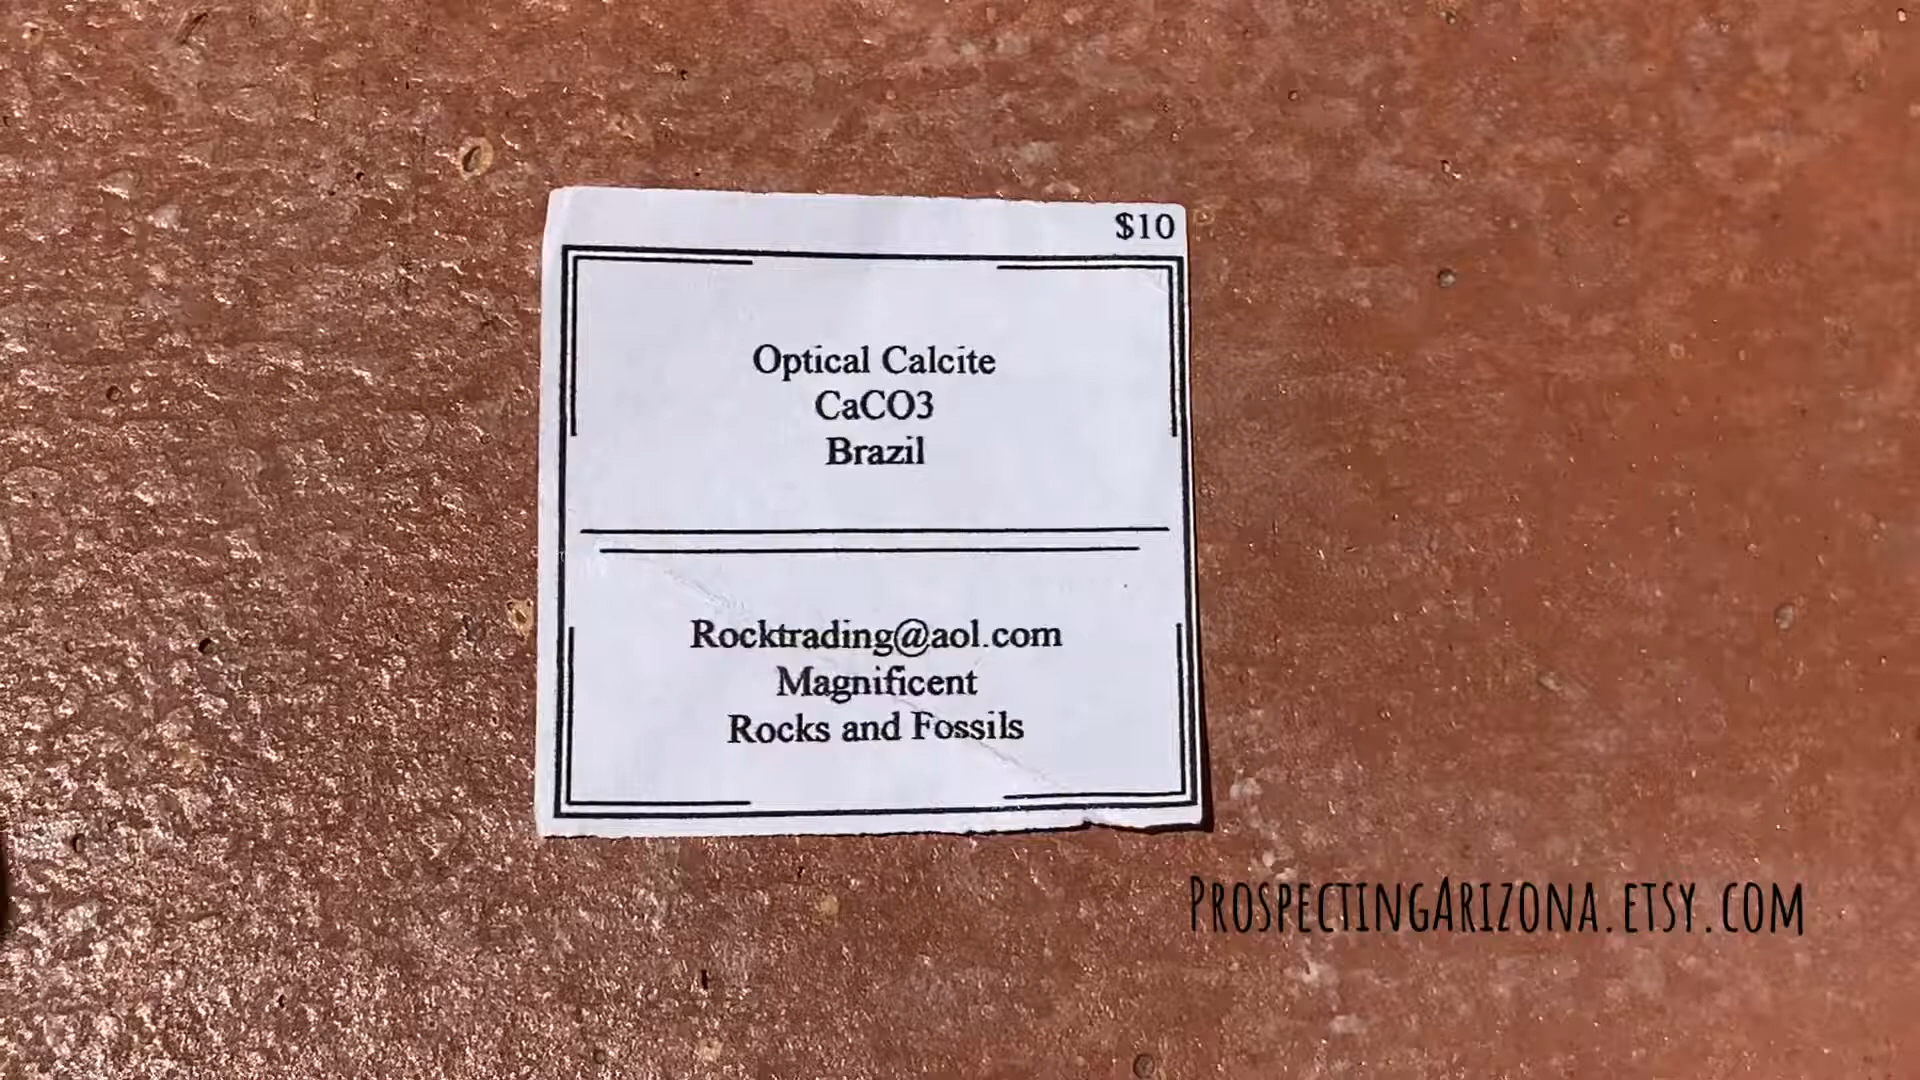 $10
Optical Calcite
CaCO3
Brazil
Rocktrading@aol.com
Magnificent
Rocks and Fossils
ProspectingArizona.etsy.com